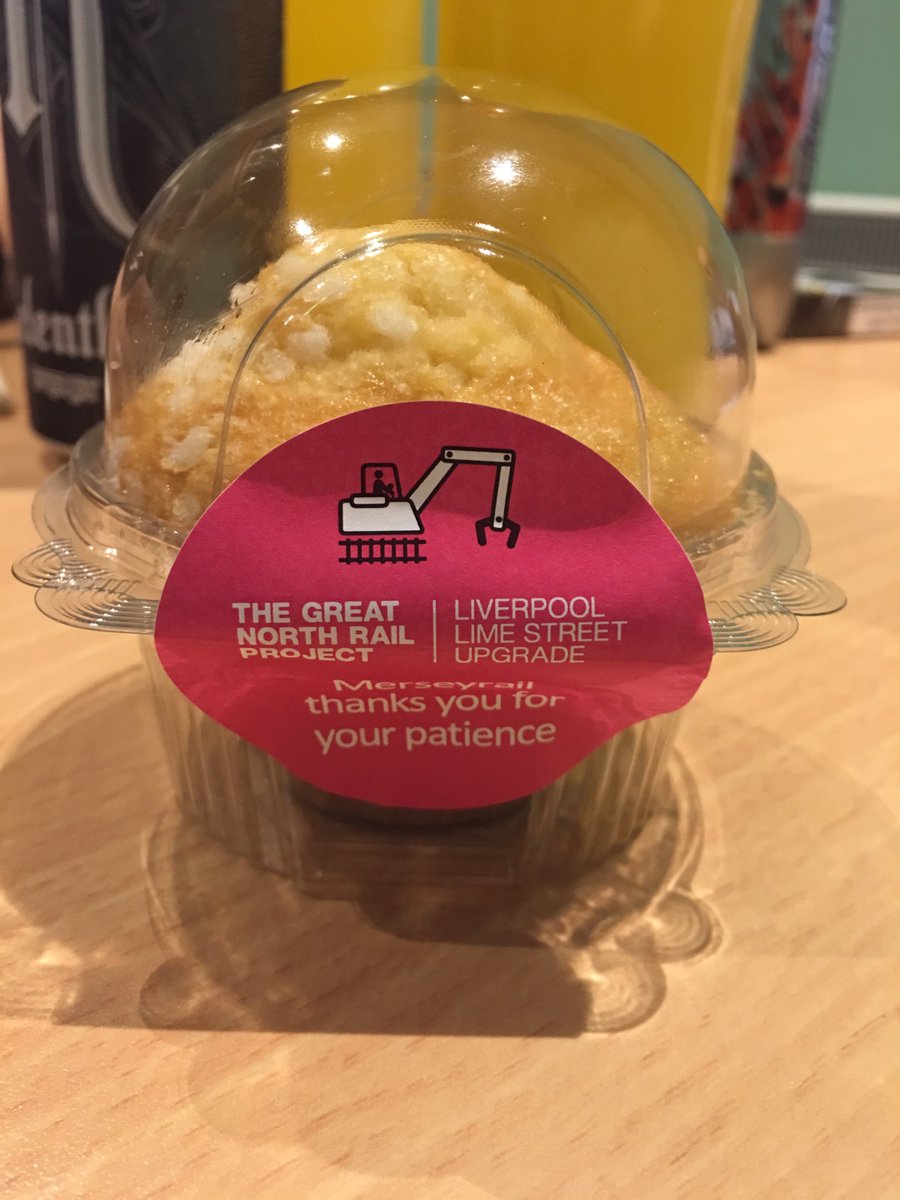 THE GREAT
NORTH RAIL
PROJECT
LIVERPOOL
LIME STREET
UPGRADE
Merseyrail
thanks you for
your patience